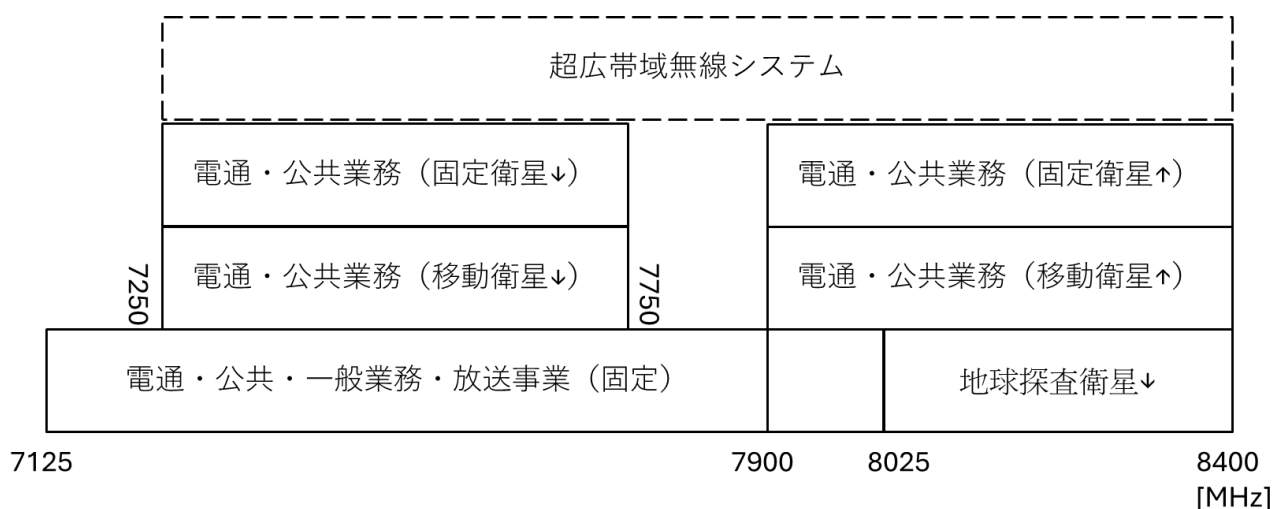 超広帯域無線システム
電通・公共業務（固定衛星↓）
電通・公共業務（固定衛星↑）
7250
電通・公共業務（移動衛星↓）
7750
電通・公共業務（移動衛星↑）
電通・公共・一般業務・放送事業（固定）
地球探査衛星↓
7125
7900
8025
8400
[MHz]